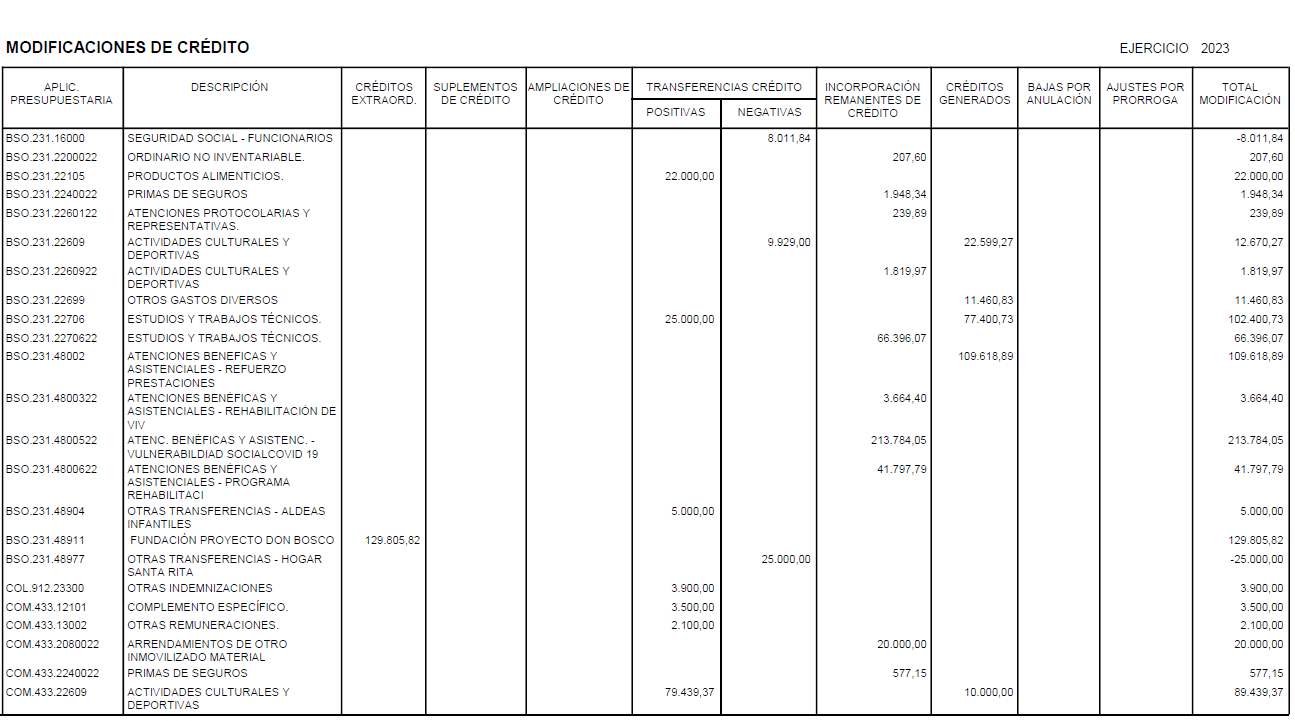 MODIFICACIONES DE CRÉDITO EJERCICIO 2023
APLIC. PRESUPUESTARIA DESCRIPCIÓN CRÉDITOS EXTRAORD. SUPLEMENTOS DE CRÉDITO AMPLIACIONES DE CRÉDITO TRANSFERENCIAS CRÉDITO INCORPORACIÓN REMANENTES DE CRÉDITO CRÉDITOS GENERADOS BAJAS POR ANULACIÓN AJUSTES POR PRORROGA TOTAL MODIFICACIÓN
POSITIVAS NEGATIVAS
BSO.231.16000 SEGURIDAD SOCIAL - FUNCIONARIOS 8.011,84 -8.011,84
BSO.231.2200022 ORDINARIO NO INVENTARIABLE. 207,60 207,60
BSO.231.22105 PRODUCTOS ALIMENTICIOS. 22.000,00 22.000,00
BSO.231.2240022 PRIMAS DE SEGUROS 1.948,34 1.948,34
BSO.231.2260122 ATENCIONES PROTOCOLARIAS Y 239,89 239,89
REPRESENTATIVAS.
BSO.231.22609 ACTIVIDADES CULTURALES Y 9.929,00 22.599,27 12.670,27
DEPORTIVAS
BSO.231.2260922 ACTIVIDADES CULTURALES Y 1.819,97 1.819,97
DEPORTIVAS
BSO.231.22699 OTROS GASTOS DIVERSOS 11.460,83 11.460,83
BSO.231.22706 ESTUDIOS Y TRABAJOS TÉCNICOS. 25.000,00 77.400,73 102.400,73
BSO.231.2270622 ESTUDIOS Y TRABAJOS TÉCNICOS. 66.396,07 66.396,07
BSO.231.48002 ATENCIONES BENEFICAS Y 109.618,89 109.618,89
ASISTENCIALES - REFUERZO
PRESTACIONES
BSO.231.4800322 ATENCIONES BENÉFICAS Y 3.664,40 3.664,40
ASISTENCIALES - REHABILITACIÓN DE
VIV
BSO.231.4800522 ATENC. BENÉFICAS Y ASISTENC. - 213.784,05 213.784,05
VULNERABILDIAD SOCIALCOVID 19
BSO.231.4800622 ATENCIONES BENÉFICAS Y 41.797,79 41.797,79
ASISTENCIALES - PROGRAMA
REHABILITACI
BSO.231.48904 OTRAS TRANSFERENCIAS - ALDEAS 5.000,00 5.000,00
INFANTILES
BSO.231.48911 FUNDACIÓN PROYECTO DON BOSCO 129.805,82 129.805,82
BSO.231.48977 OTRAS TRANSFERENCIAS - HOGAR 25.000,00 -25.000,00
SANTA RITA
COL.912.23300 OTRAS INDEMNIZACIONES 3.900,00 3.900,00
COM.433.12101 COMPLEMENTO ESPECÍFICO. 3.500,00 3.500,00
COM.433.13002 OTRAS REMUNERACIONES. 2.100,00 2.100,00
COM.433.2080022 ARRENDAMIENTOS DE OTRO 20.000,00 20.000,00
INMOVILIZADO MATERIAL
COM.433.2240022 PRIMAS DE SEGUROS 577,15 577,15
COM.433.22609 ACTIVIDADES CULTURALES Y 79.439,37 10.000,00 89.439,37
DEPORTIVAS